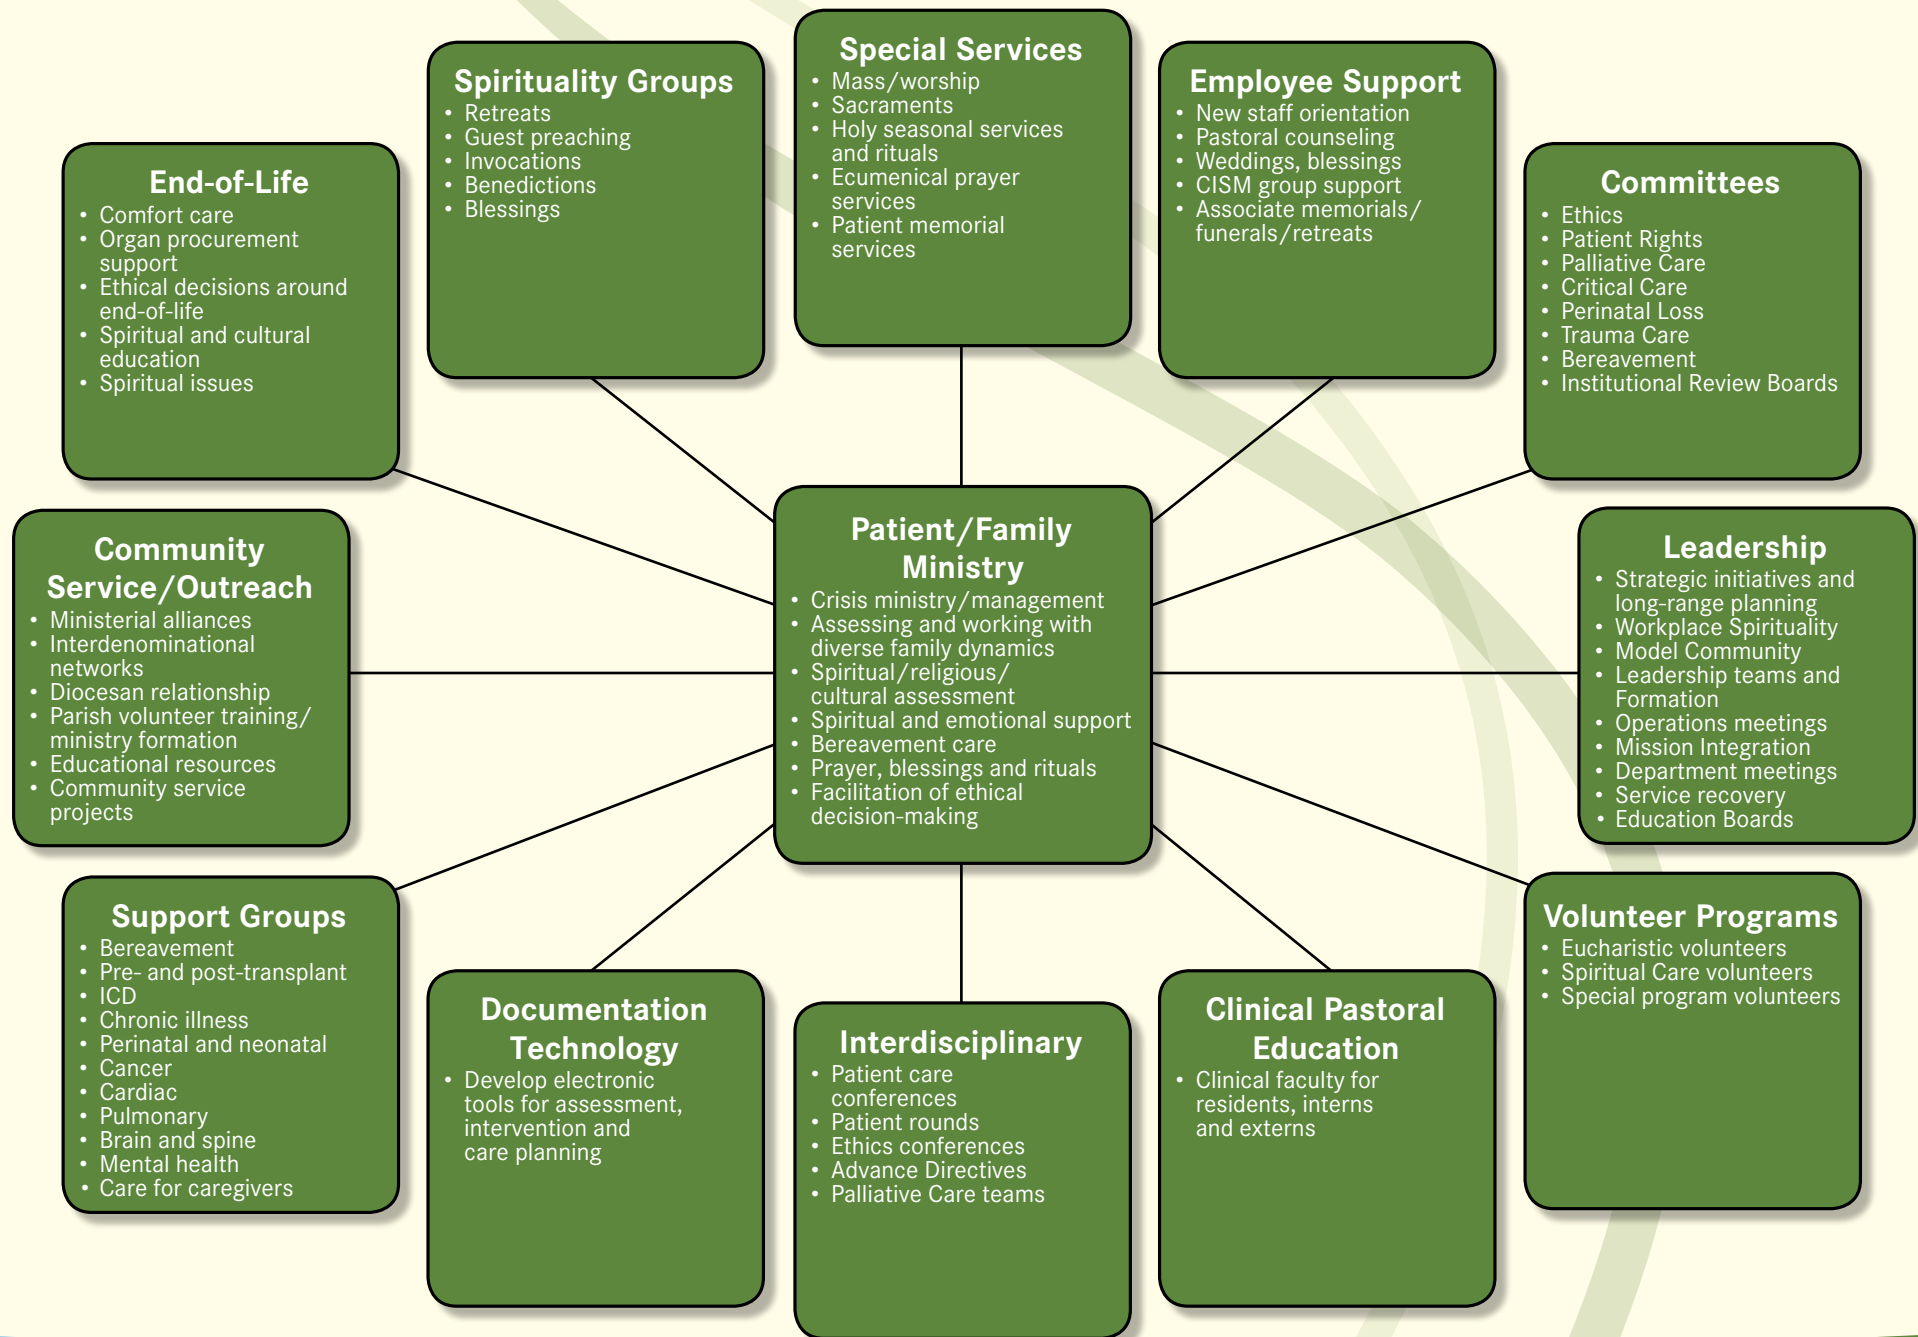 Special Services
• Mass/worship
• Sacraments
• Holy seasonal services
and rituals
• Ecumenical prayer
services
• Patient memorial
services
Spirituality Groups
• Retreats
• Guest preaching
• Invocations
• Benedictions
• Blessings
Employee Support
• New staff orientation
• Pastoral counseling
• Weddings, blessings
• CISM group support
• Associate memorials/
funerals/retreats
End-of-Life
• Comfort care
• Organ procurement
support
• Ethical decisions around
end-of-life
• Spiritual and cultural
education
• Spiritual issues
Committees
• Ethics
• Patient Rights
• Palliative Care
• Critical Care
• Perinatal Loss
• Trauma Care
• Bereavement
• Institutional Review Boards
Community
Service/Outreach
• Ministerial alliances
• Interdenominational
networks
• Diocesan relationship
• Parish volunteer training/
ministry formation
• Educational resources
• Community service
projects
Patient/Family
Ministry
• Crisis ministry/management
• Assessing and working with
diverse family dynamics
• Spiritual/religious/
cultural assessment
• Spiritual and emotional support
• Bereavement care
• Prayer, blessings and rituals
• Facilitation of ethical
decision-making
Leadership
• Strategic initiatives and
long-range planning
• Workplace Spirituality
• Model Community
• Leadership teams and
Formation
• Operations meetings
• Mission Integration
• Department meetings
• Service recovery
• Education Boards
Support Groups
• Bereavement
• Pre- and post-transplant
• ICD
• Chronic illness
• Perinatal and neonatal
• Cancer
• Cardiac
• Pulmonary
• Brain and spine
• Mental health
• Care for caregivers
Documentation
Technology
• Develop electronic
tools for assessment,
intervention and
care planning
Interdisciplinary
• Patient care
conferences
• Patient rounds
• Ethics conferences
• Advance Directives
• Palliative Care teams
Clinical Pastoral
Education
• Clinical faculty for
residents, interns
and externs
Volunteer Programs
• Eucharistic volunteers
• Spiritual Care volunteers
• Special program volunteers